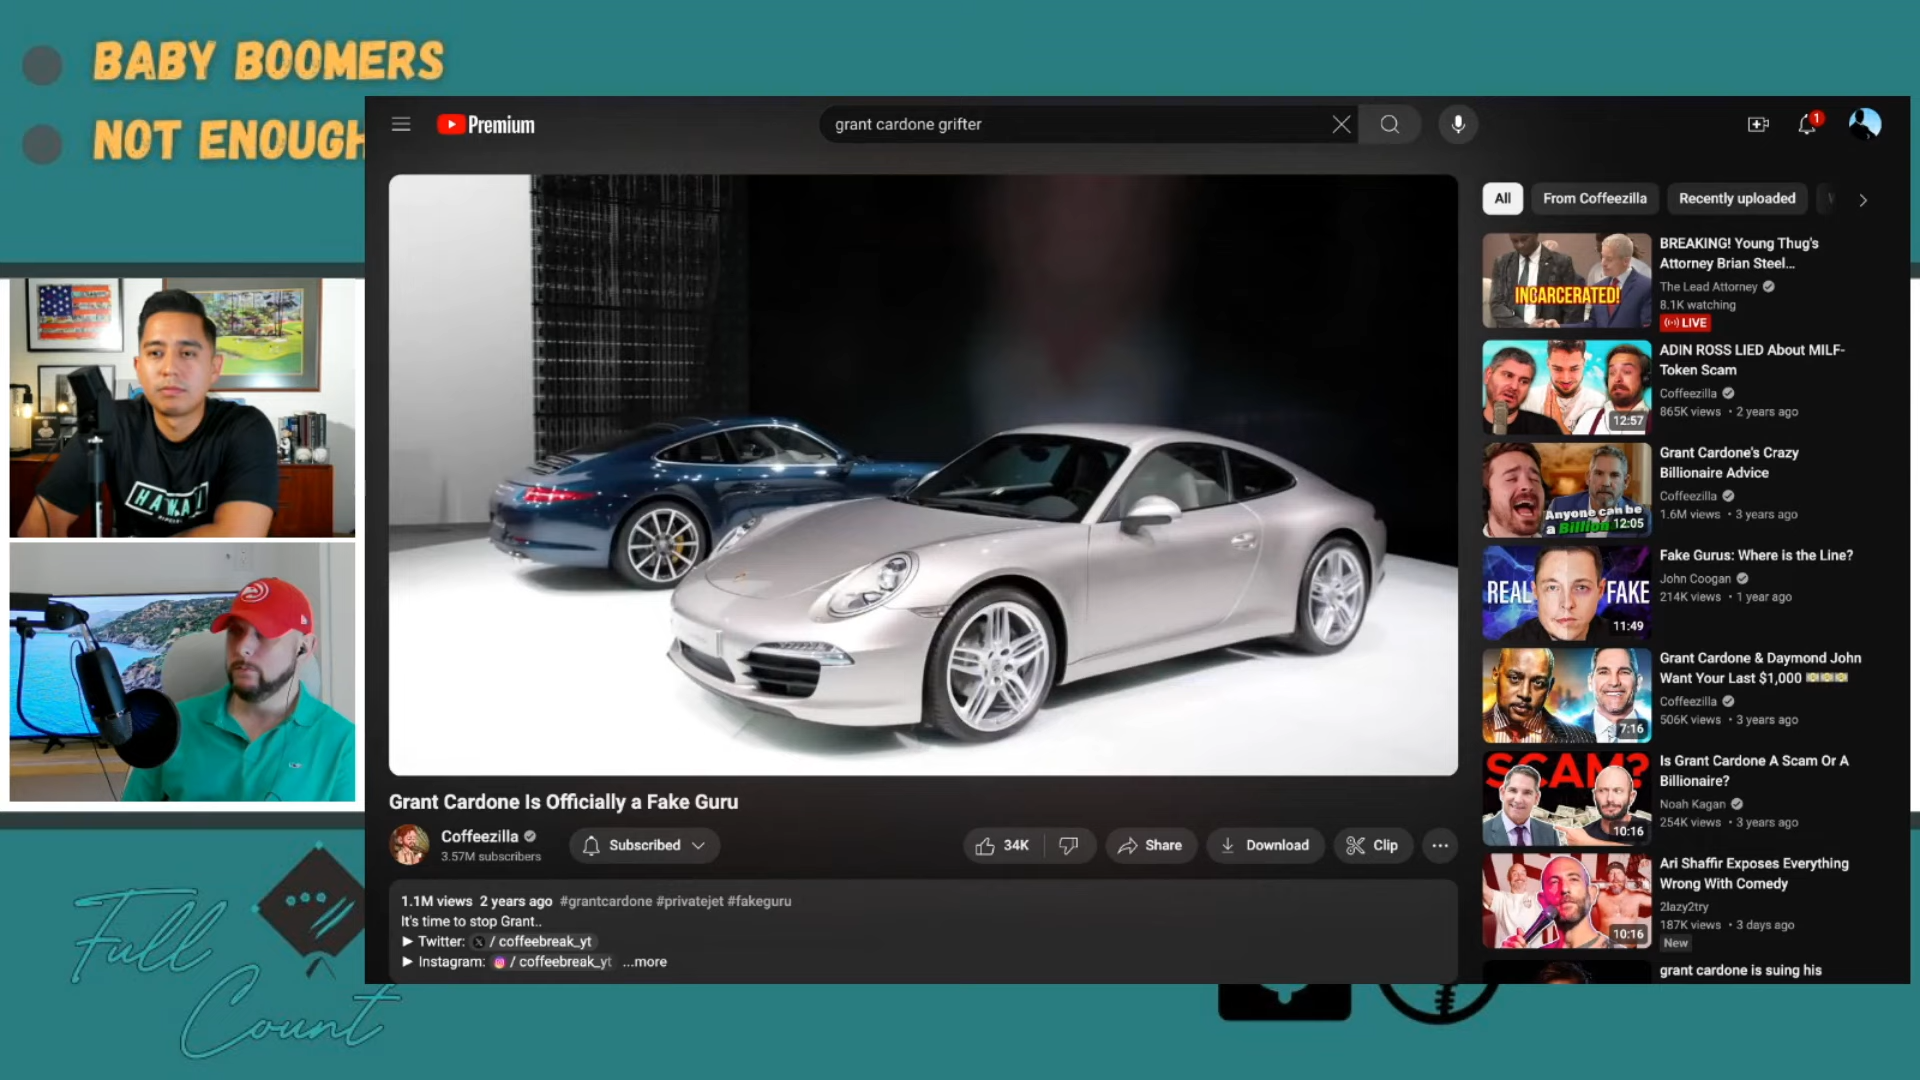 BABY BOOMERS
NOT ENOUGH
Premium
grant cardone grifter
1
All
From Coffeezilla
Recently uploaded
INCARCERATED!
BREAKING! Young Thug's
Attorney Brian Steel...
The Lead Attorney
8.1K watching
LIVE
12:57
ADIN ROSS LIED About MILF-
Token Scam
Coffeezilla
865K views • 2 years ago
Anyone can be
a Billion
12:05
Grant Cardone's Crazy
Billionaire Advice
Coffeezilla
1.6M views • 3 years ago
REAL FAKE
11:49
Fake Gurus: Where is the Line?
John Coogan
214K views • 1 year ago
7:16
Grant Cardone & Daymond John
Want Your Last $1,000
Coffeezilla
506K views • 3 years ago
SCAM?
10:16
Is Grant Cardone A Scam Or A
Billionaire?
Noah Kagan
254K views • 3 years ago
10:16
Ari Shaffir Exposes Everything
Wrong With Comedy
2lazy2try
187K views • 3 days ago
New
grant cardone is suing his
Grant Cardone Is Officially a Fake Guru
Coffeezilla
3.57M subscribers
Subscribed
34K
Share
Download
Clip
1.1M views 2 years ago #grantcardone #privatejet #fakeguru
It's time to stop Grant..
► Twitter: X / coffeebreak_yt
► Instagram: / coffeebreak_yt ...more
Full
Count